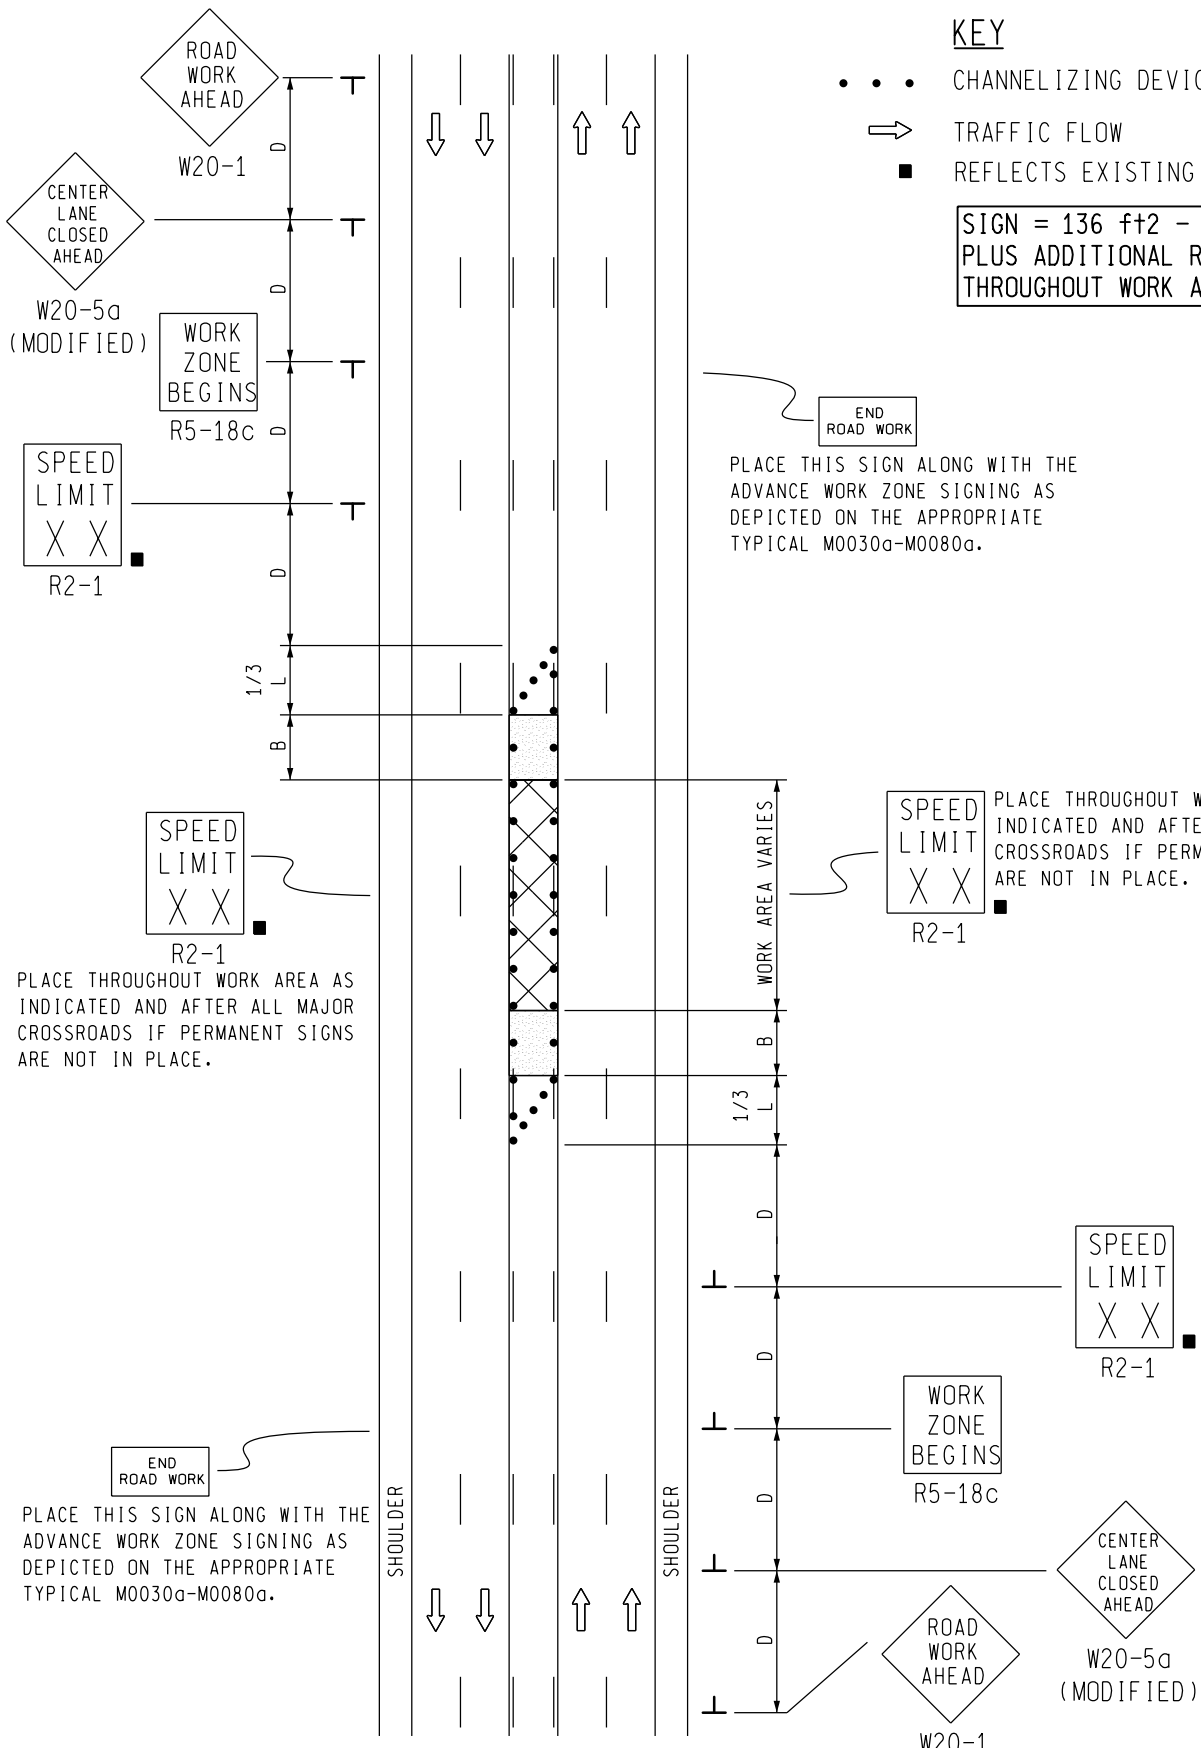 KEY
CHANNELIZING DEVIC
TRAFFIC FLOW
REFLECTS EXISTING
SIGN = 136 ft2 -
PLUS ADDITIONAL R
THROUGHOUT WORK A
ROAD
WORK
AHEAD
W20-1
D
CENTER
LANE
CLOSED
AHEAD
W20-5a
(MODIFIED)
D
WORK
ZONE
BEGINS
R5-18c
D
SPEED
LIMIT
X X
R2-1
D
END
ROAD WORK
PLACE THIS SIGN ALONG WITH THE
ADVANCE WORK ZONE SIGNING AS
DEPICTED ON THE APPROPRIATE
TYPICAL M0030a-M0080a.
1/3
L
B
SPEED
LIMIT
X X
R2-1
PLACE THROUGHOUT WORK AREA AS
INDICATED AND AFTER ALL MAJOR
CROSSROADS IF PERMANENT SIGNS
ARE NOT IN PLACE.
WORK AREA VARIES
SPEED
LIMIT
X X
R2-1
PLACE THROUGHOUT W
INDICATED AND AFTE
CROSSROADS IF PERM
ARE NOT IN PLACE.
B
1/3
L
D
SPEED
LIMIT
X X
R2-1
D
WORK
ZONE
BEGINS
R5-18c
D
END
ROAD WORK
PLACE THIS SIGN ALONG WITH THE
ADVANCE WORK ZONE SIGNING AS
DEPICTED ON THE APPROPRIATE
TYPICAL M0030a-M0080a.
SHOULDER
SHOULDER
CENTER
LANE
CLOSED
AHEAD
W20-5a
(MODIFIED)
D
ROAD
WORK
AHEAD
W20-1